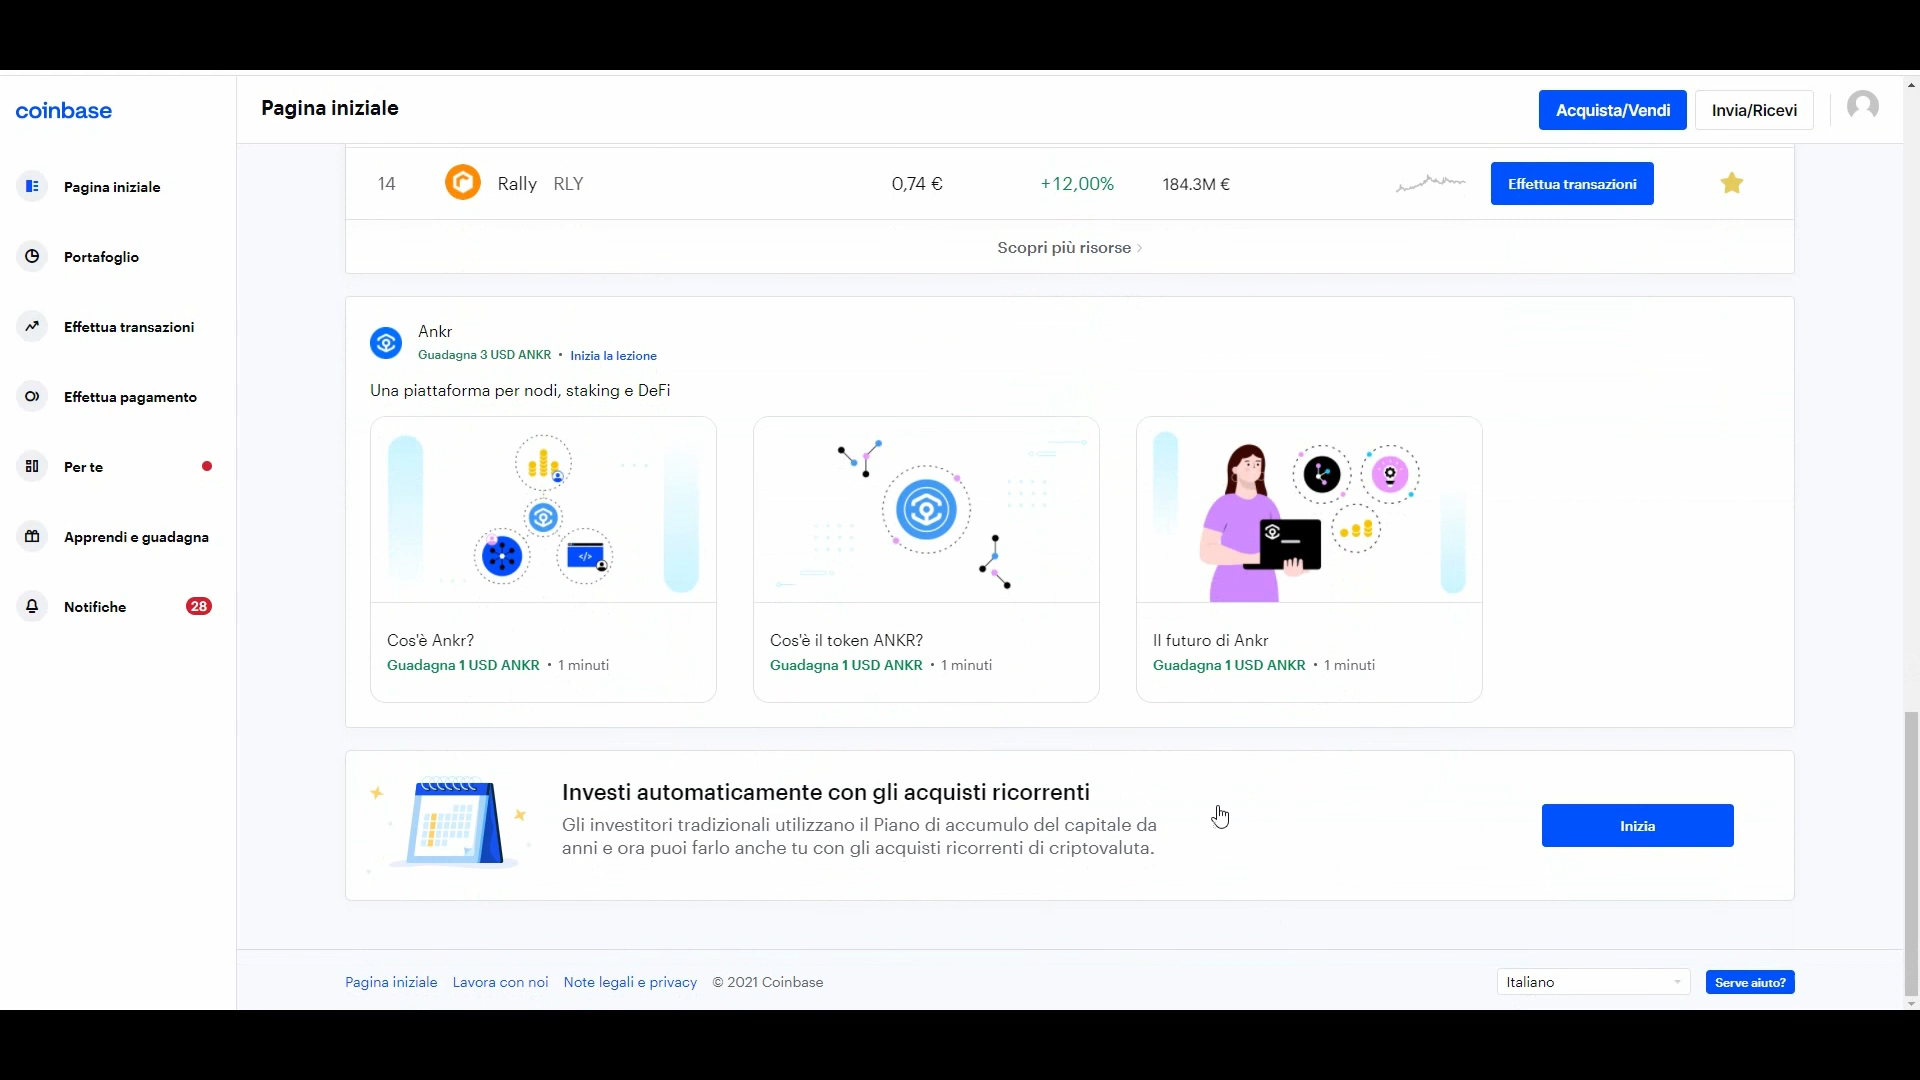 coinbase
Pagina iniziale
Acquista/Vendi
Invia/Ricevi
Pagina iniziale
Portafoglio
Effettua transazioni
Effettua pagamento
Per te
Apprendi e guadagna
Notifiche 28
14 Rally RLY 0,74 € +12,00% 184.3M € Effettua transazioni
Scopri più risorse
Ankr
Guadagna 3 USD ANKR • Inizia la lezione
Una piattaforma per nodi, staking e DeFi
Cos'è Ankr?
Guadagna 1 USD ANKR • 1 minuti
Cos'è il token ANKR?
Guadagna 1 USD ANKR • 1 minuti
Il futuro di Ankr
Guadagna 1 USD ANKR • 1 minuti
Investi automaticamente con gli acquisti ricorrenti
Gli investitori tradizionali utilizzano il Piano di accumulo del capitale da
anni e ora puoi farlo anche tu con gli acquisti ricorrenti di criptovaluta.
Inizia
Pagina iniziale Lavora con noi Note legali e privacy © 2021 Coinbase
Italiano
Serve aiuto?